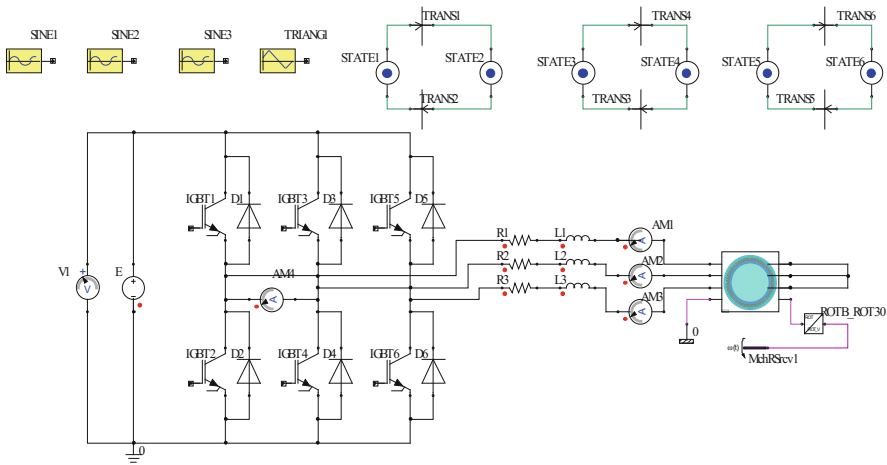 SINE1 SINE2 SINE3 TRIANG1
TRANS1 TRANS4 TRANS6
STATE1 STATE2 STATE3 STATE4 STATE5 STATE6
TRANS2 TRANS3 TRANS5
IGBT1 D1 IGBT3 D3 IGBT5 D5
V1 + V E + −
R1 L1 A AM1
R2 L2 A AM2
R3 L3 A AM3
AM4 A
0 ROTB_ROT30
ω(t) MchRSrcv1
IGBT2 D2 IGBT4 D4 IGBT6 D6
0